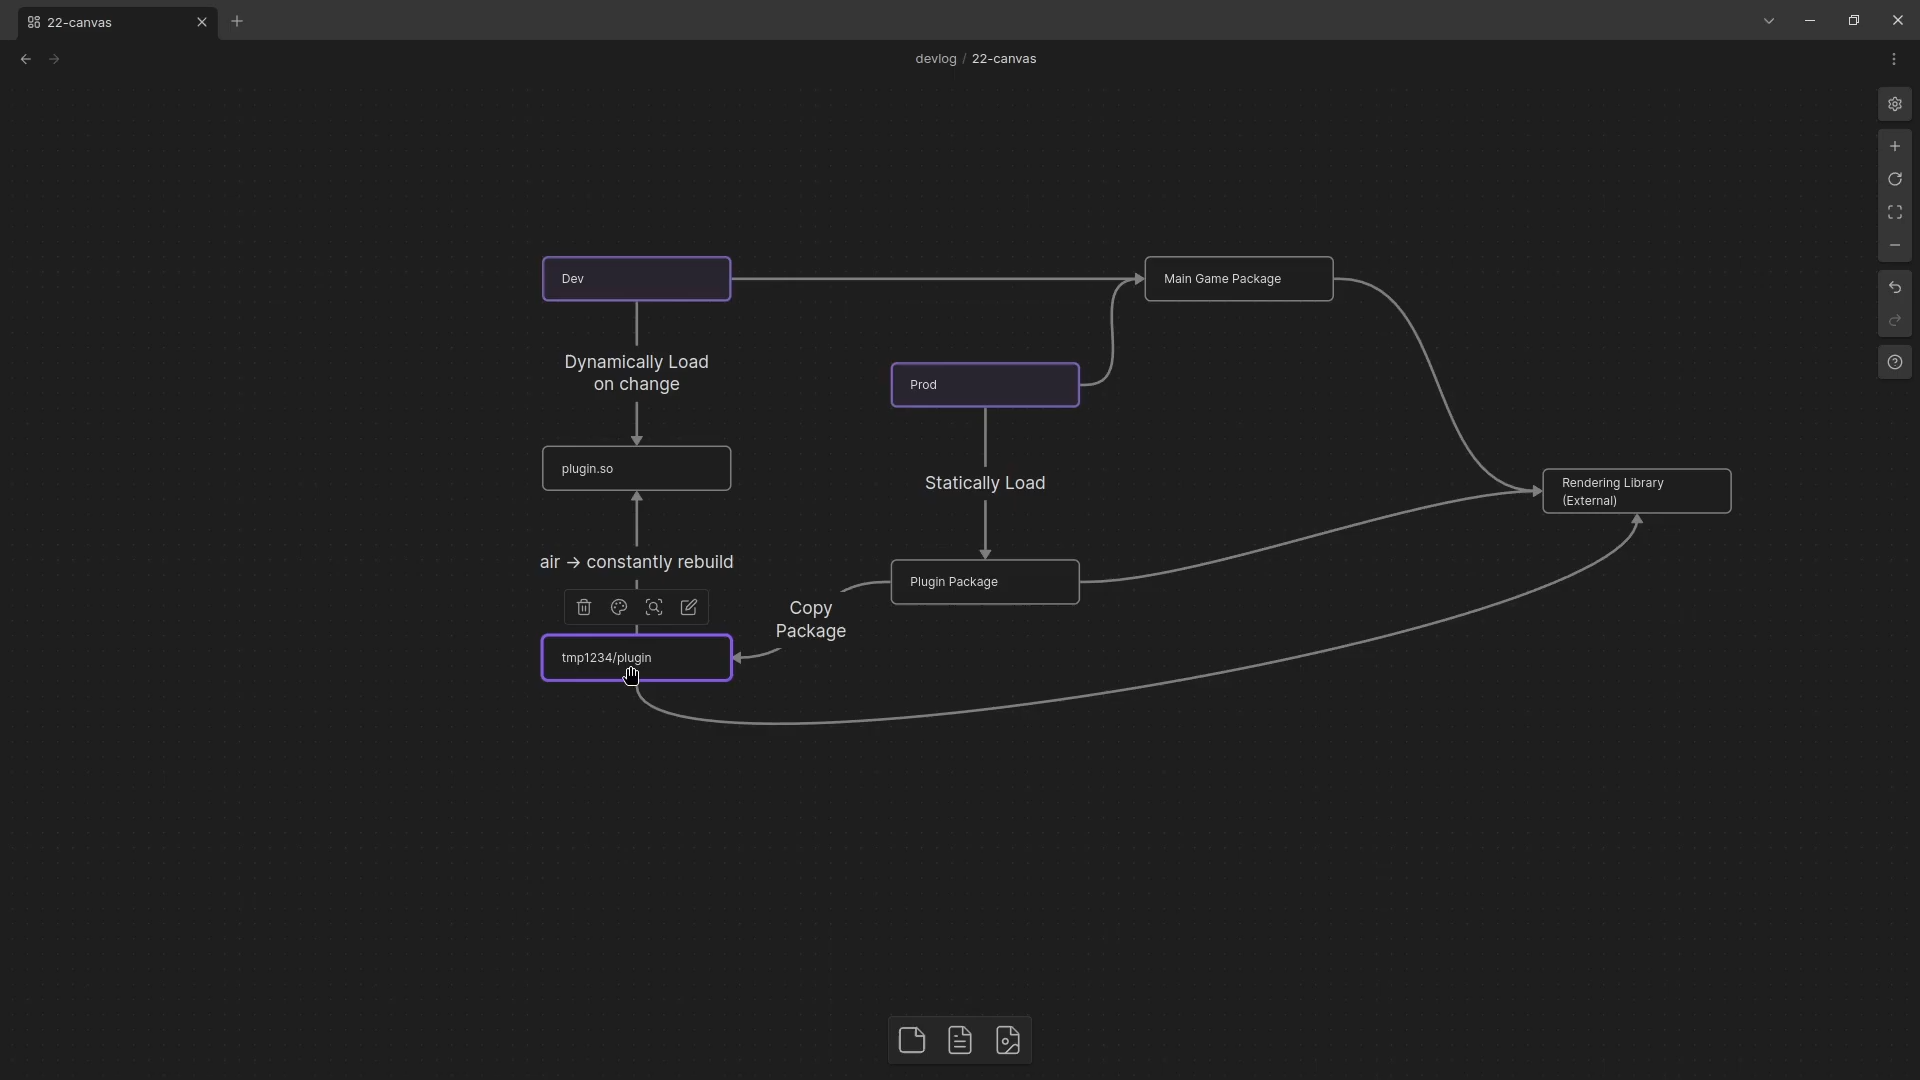 22-canvas
devlog / 22-canvas
Dev
Main Game Package
Dynamically Load
on change
Prod
plugin.so
Statically Load
Rendering Library
(External)
air → constantly rebuild
Plugin Package
Copy
Package
tmp1234/plugin